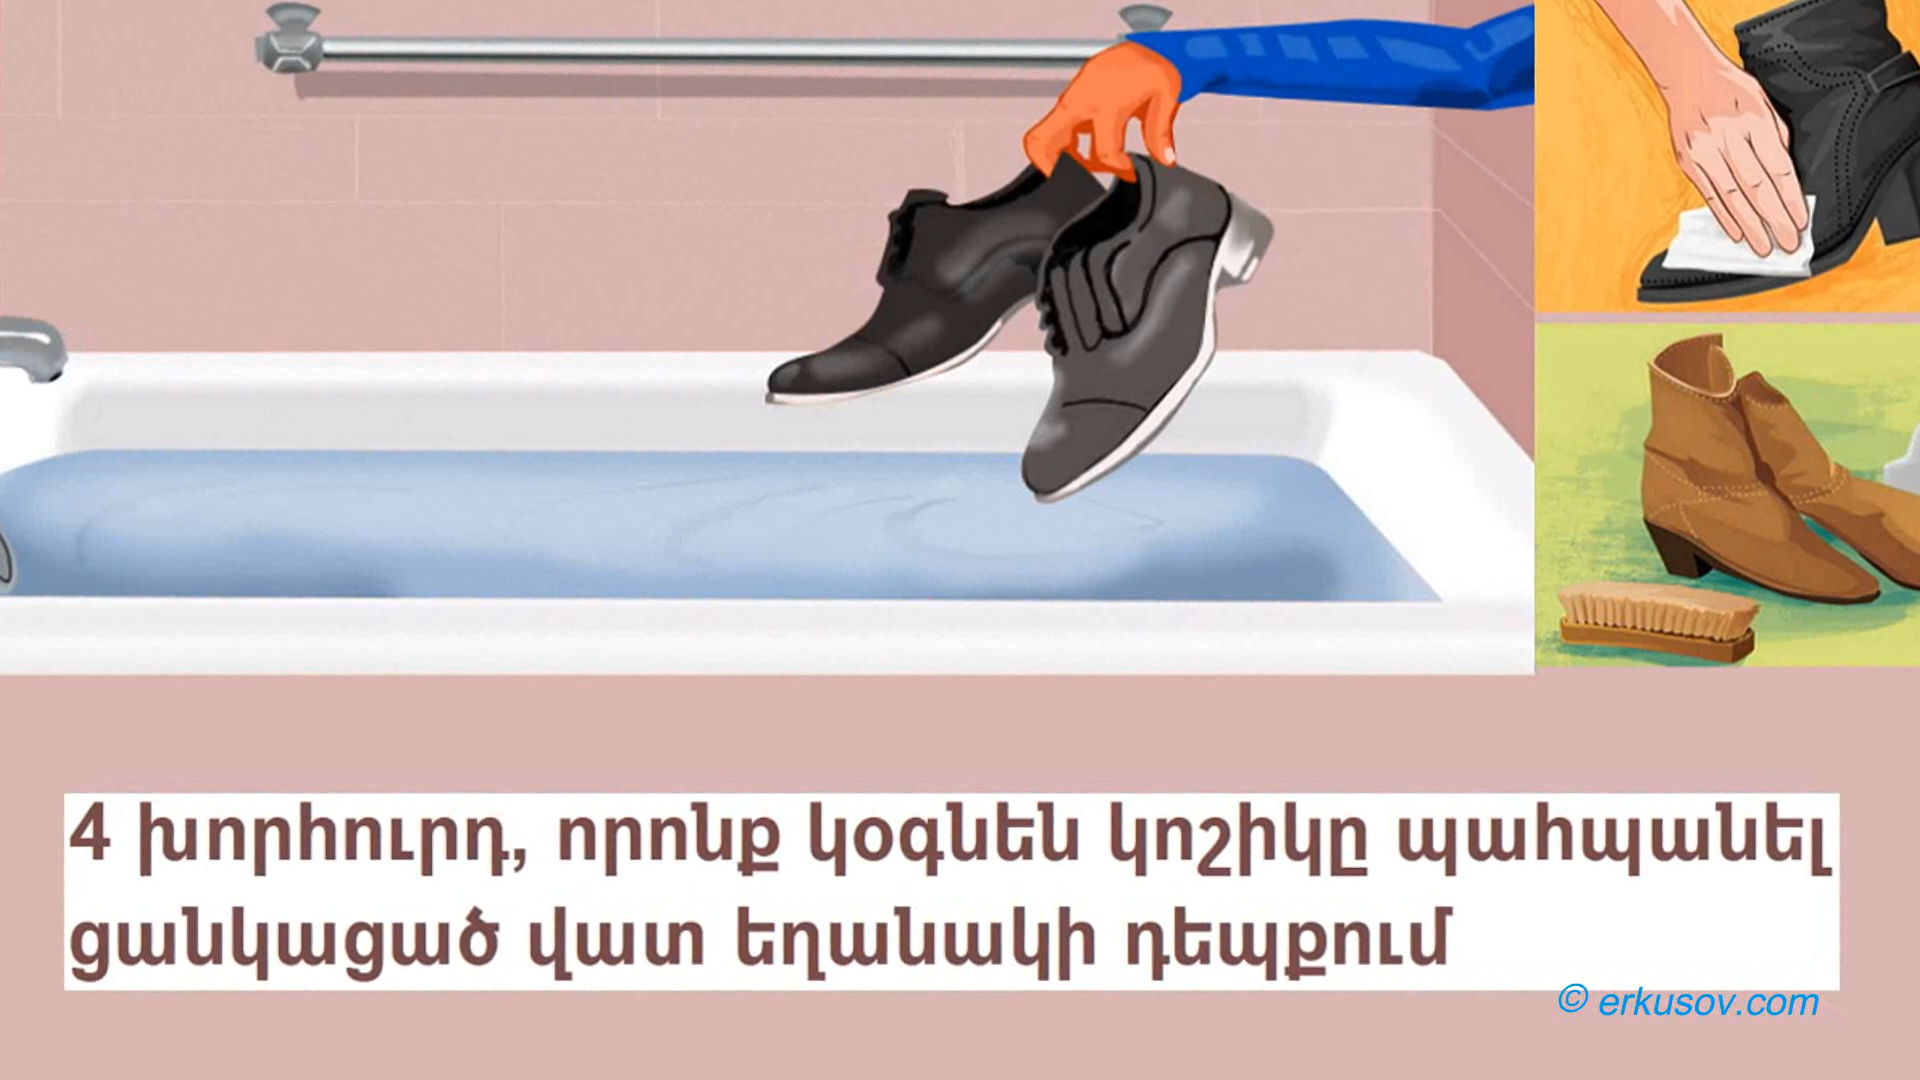 4 խորհուրդ, որոնք կօգնեն կոշիկը պահպանել
ցանկացած վատ եղանակի դեպքում
© erkusov.com